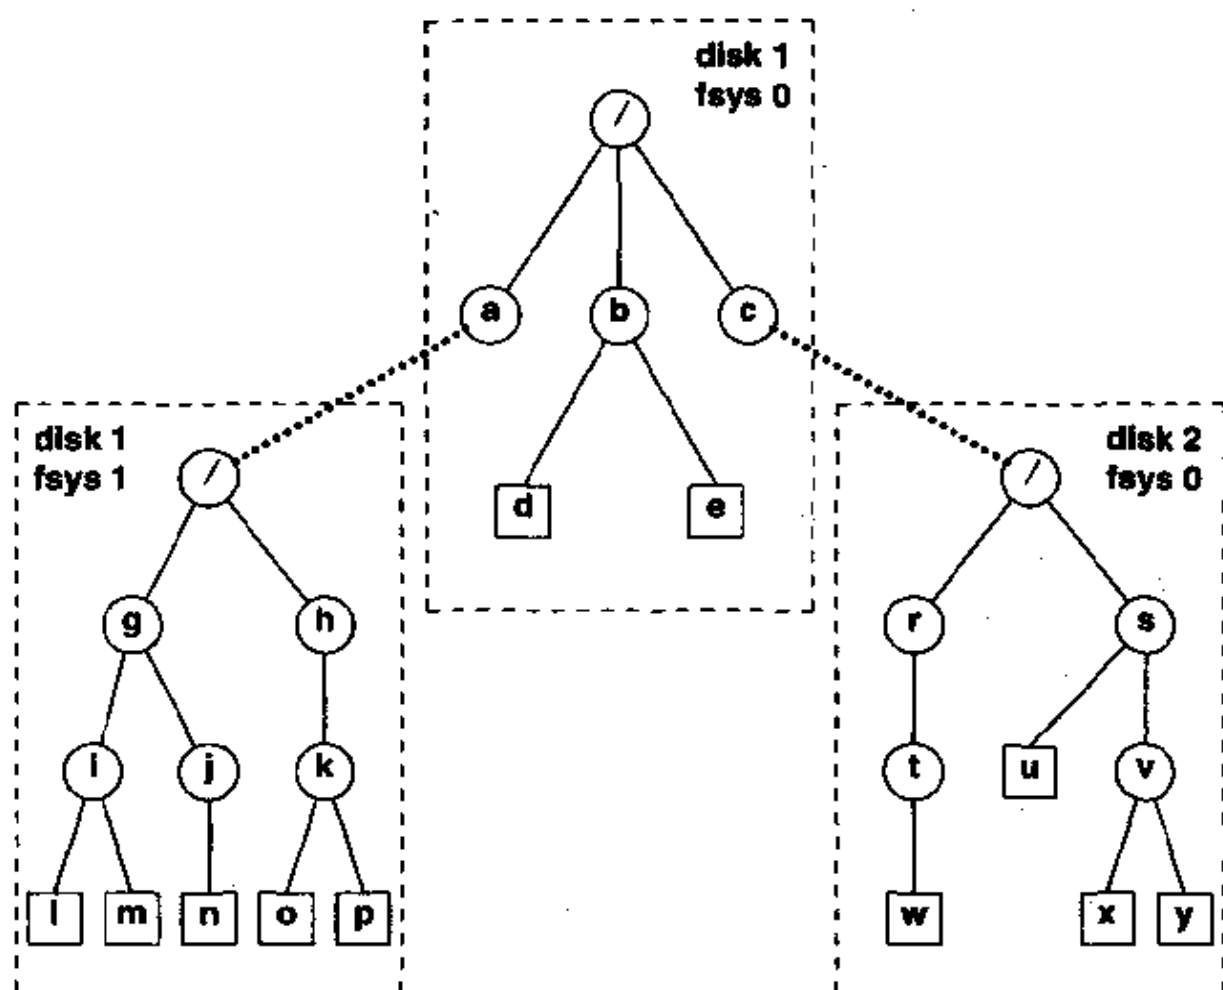 disk 1
fsys 0
/
a b c
disk 1
fsys 1
/
disk 2
fsys 0
/
d e
g h
r s
i j k
t u v
l m n o p
w x y